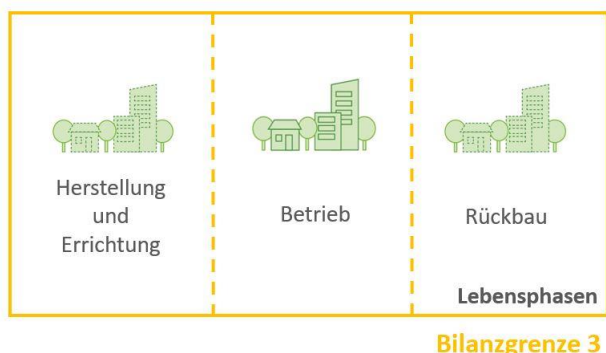 Herstellung
und
Errichtung
Betrieb
Rückbau
Lebensphasen
Bilanzgrenze 3